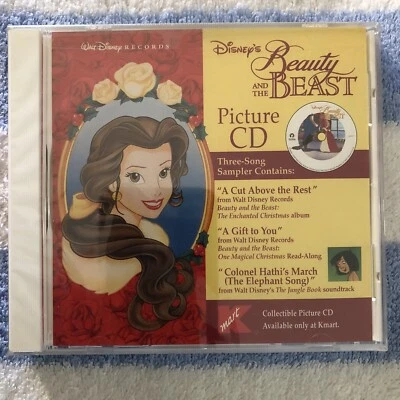 WALT DISNEY RECORDS
DISNEY'S
Beauty
AND THE BEAST
Picture
CD
Three-Song
Sampler Contains:
"A Cut Above the Rest"
from Walt Disney Records
Beauty and the Beast:
The Enchanted Christmas album
"A Gift to You"
from Walt Disney Records
Beauty and the Beast:
One Magical Christmas Read-Along
"Colonel Hathi's March
(The Elephant Song)"
from Walt Disney's The Jungle Book soundtrack
Kmart
Collectible Picture CD
Available only at Kmart.